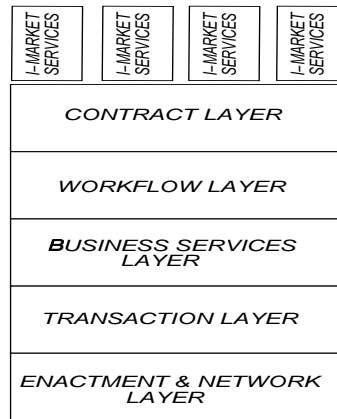 I-MARKET
SERVICES
I-MARKET
SERVICES
I-MARKET
SERVICES
I-MARKET
SERVICES
CONTRACT LAYER
WORKFLOW LAYER
BUSINESS SERVICES
LAYER
TRANSACTION LAYER
ENACTMENT & NETWORK
LAYER